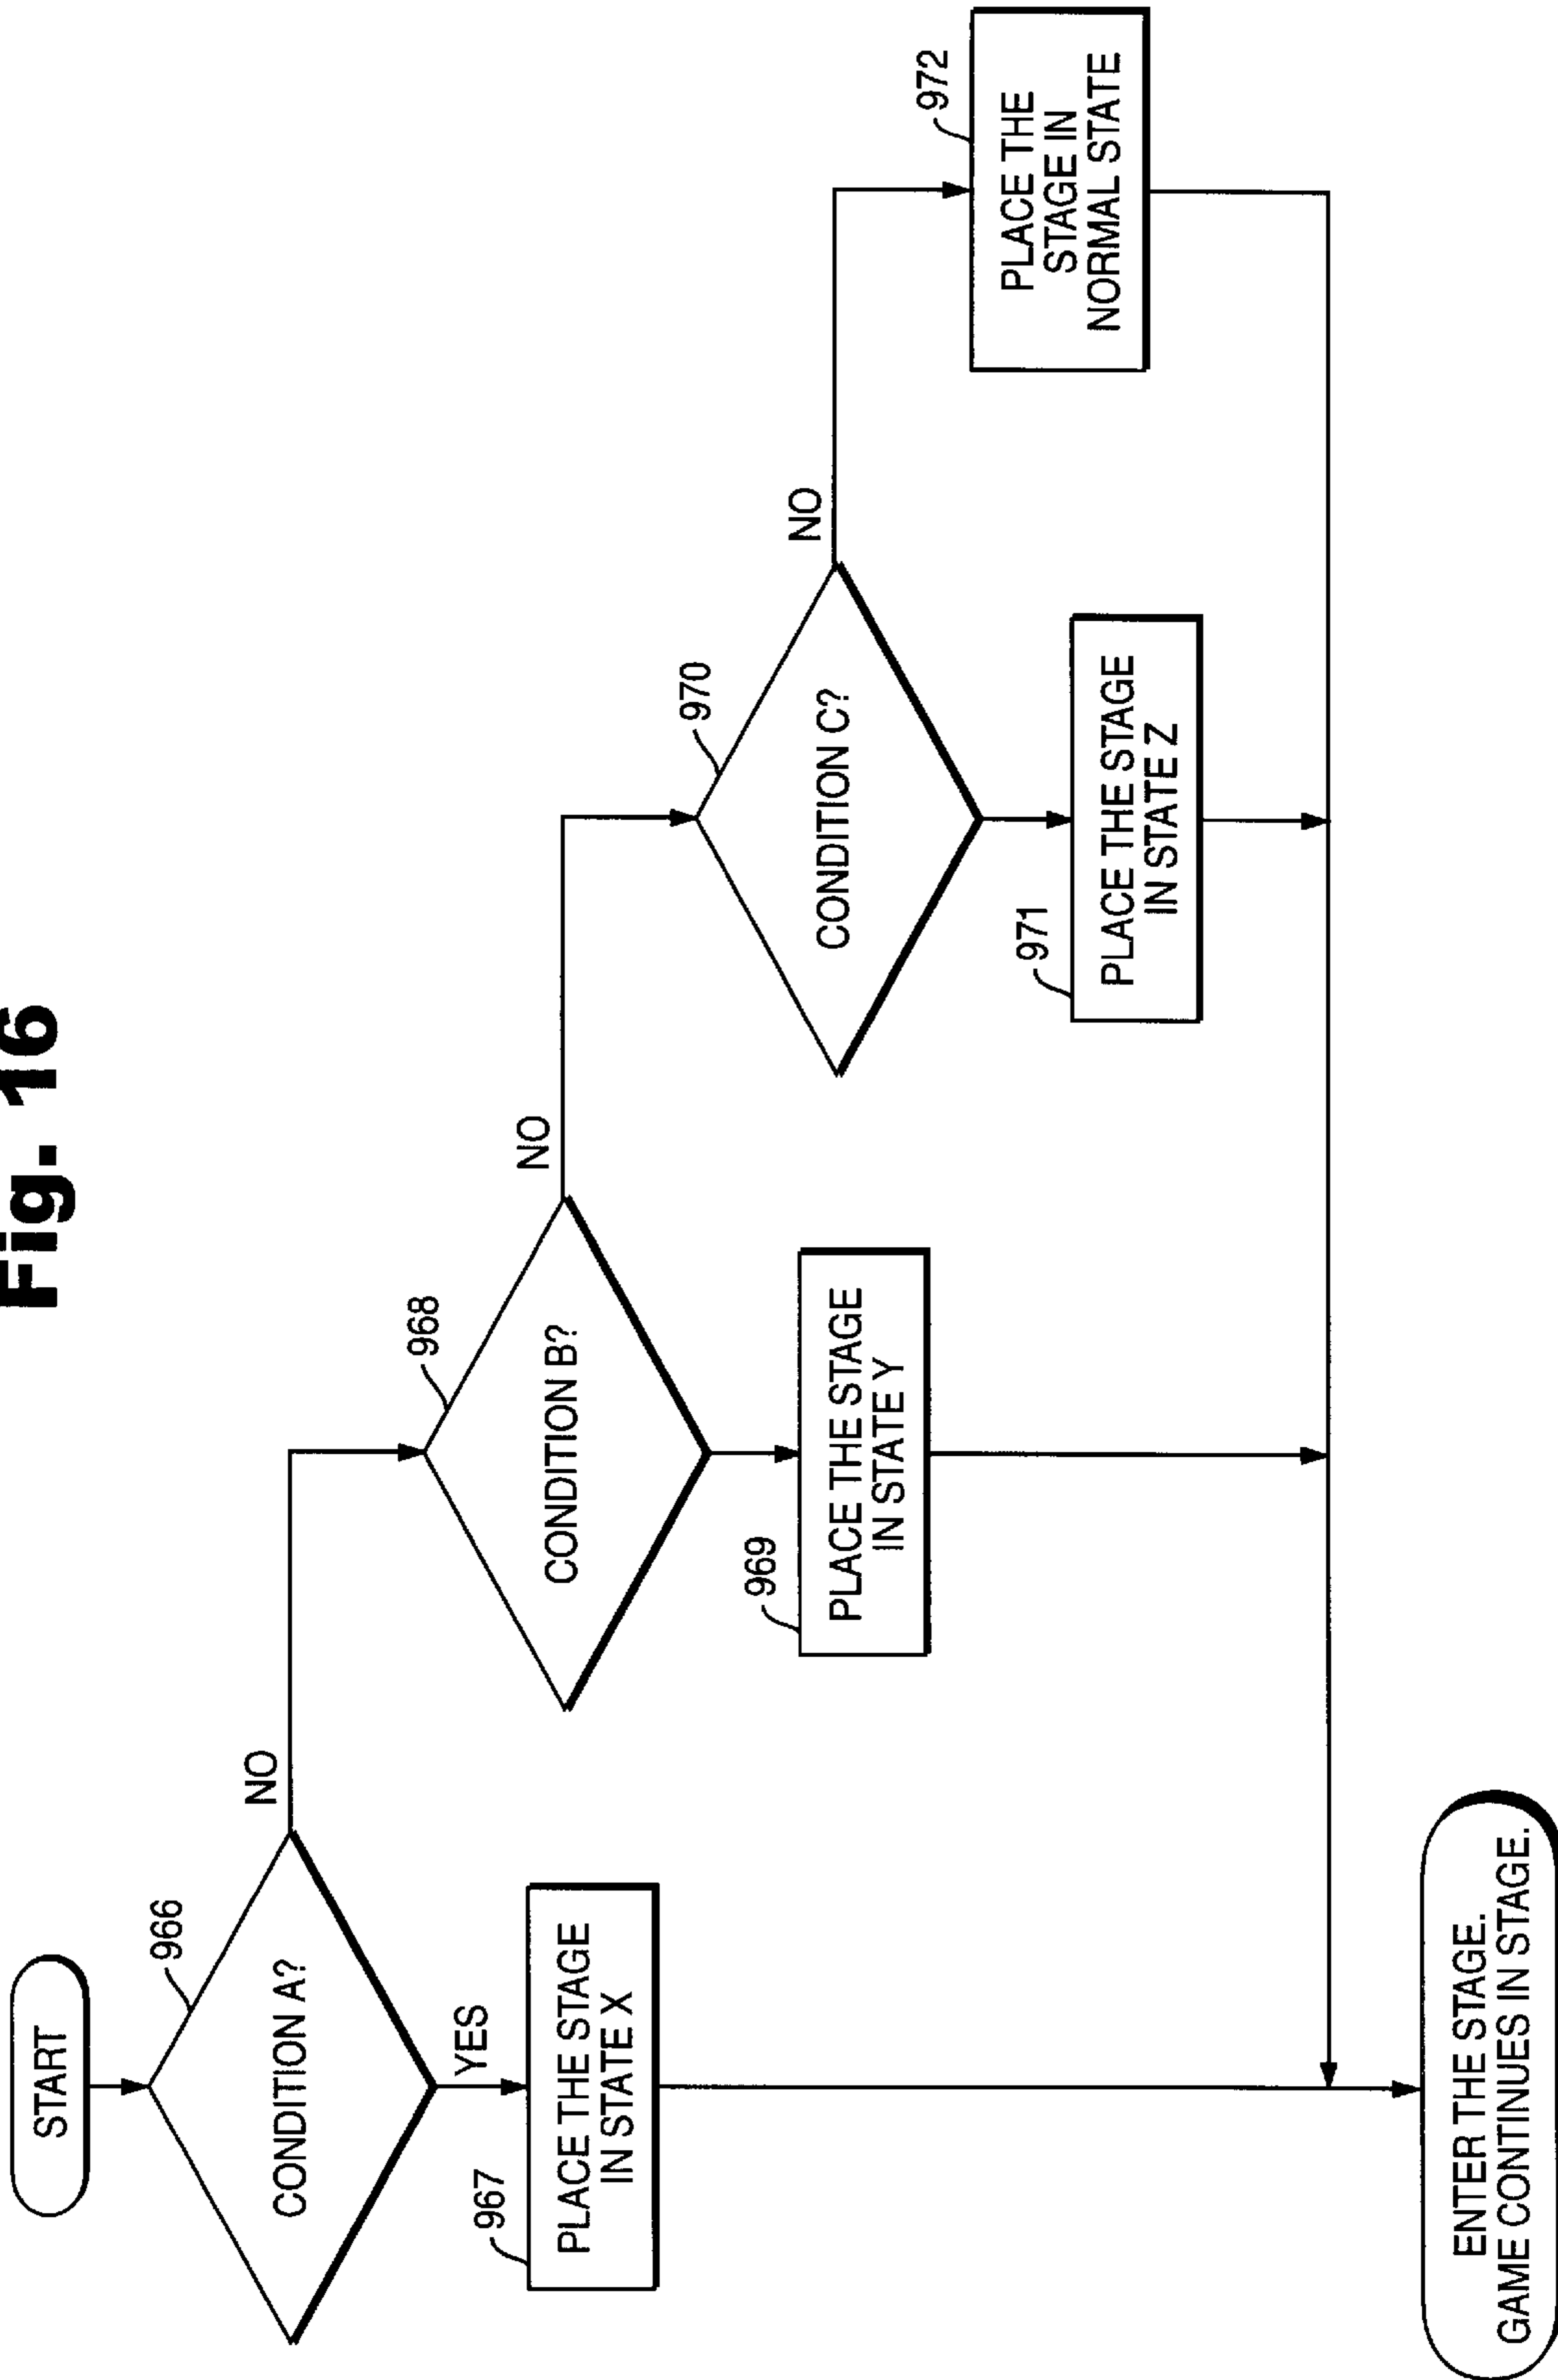 Fig. 16
START
966
CONDITION A?
NO
YES
967
PLACE THE STAGE
IN STATE X
968
CONDITION B?
NO
969
PLACE THE STAGE
IN STATE Y
970
CONDITION C?
NO
971
PLACE THE STAGE
IN STATE Z
972
PLACE THE
STAGE IN
NORMAL STATE
ENTER THE STAGE.
GAME CONTINUES IN STAGE.